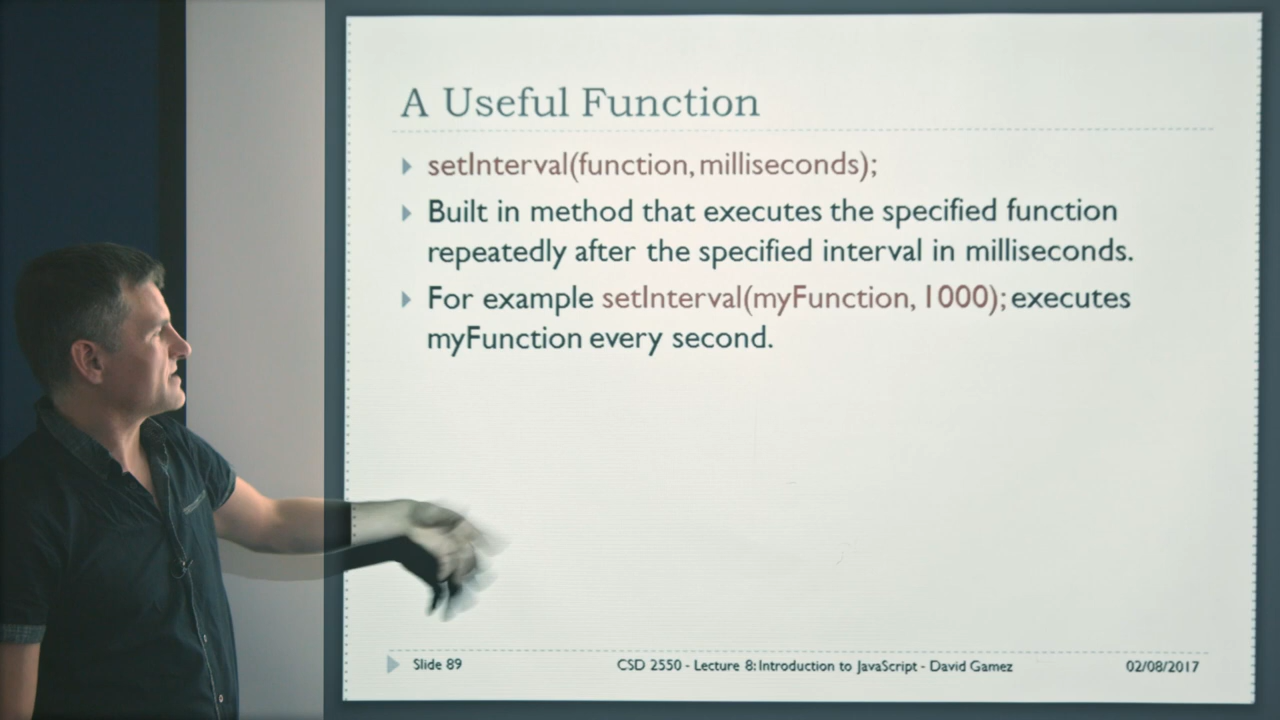 A Useful Function
setInterval(function, milliseconds);
Built in method that executes the specified function
repeatedly after the specified interval in milliseconds.
For example setInterval(myFunction, 1000); executes
myFunction every second.
Slide 89
CSD 2550 - Lecture 8: Introduction to JavaScript - David Gamez
02/08/2017